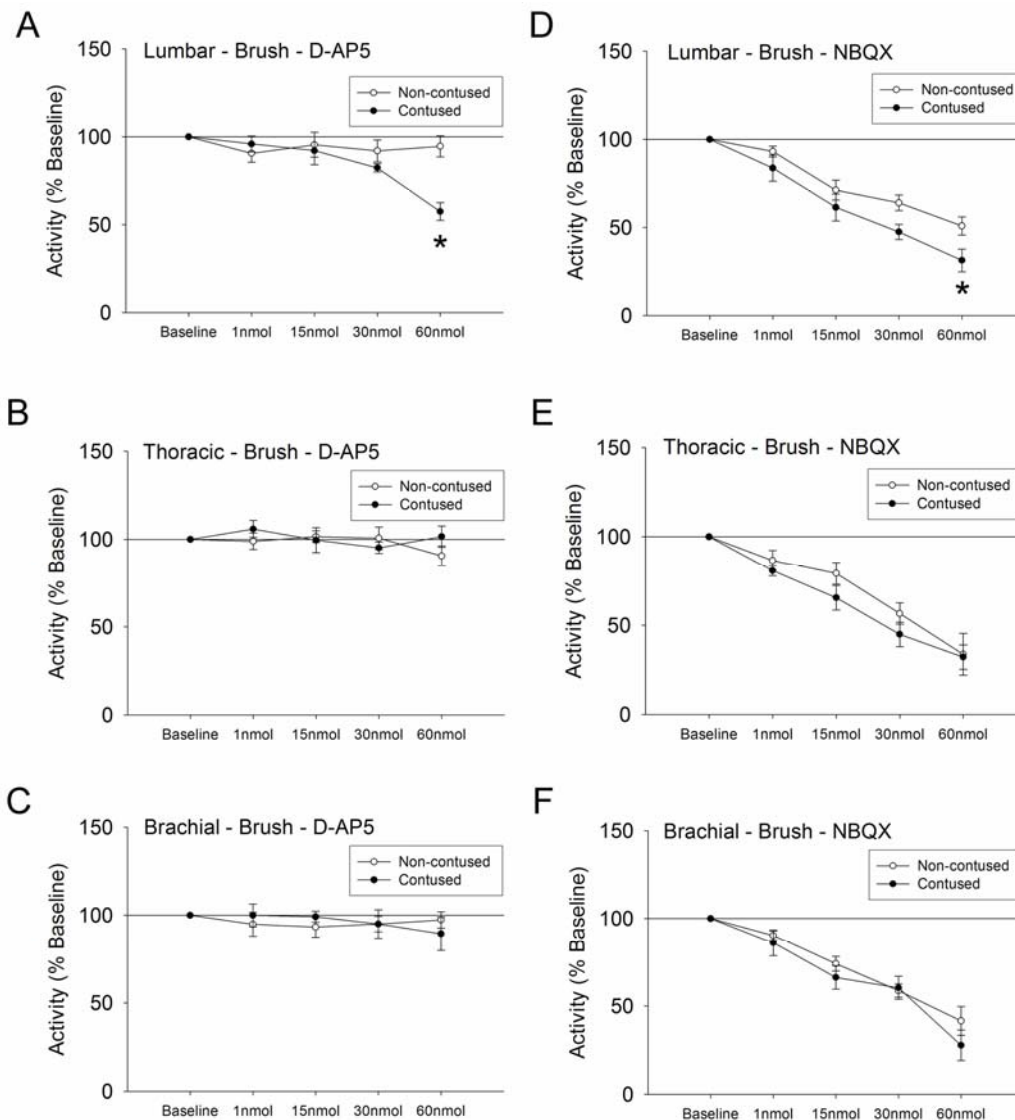 A
Lumbar - Brush - D-AP5
Non-contused
Contused
Activity (% Baseline)
150
100
50
0
*
Baseline 1nmol 15nmol 30nmol 60nmol
B
Thoracic - Brush - D-AP5
Non-contused
Contused
Activity (% Baseline)
150
100
50
0
Baseline 1nmol 15nmol 30nmol 60nmol
C
Brachial - Brush - D-AP5
Non-contused
Contused
Activity (% Baseline)
150
100
50
0
Baseline 1nmol 15nmol 30nmol 60nmol
D
Lumbar - Brush - NBQX
Non-contused
Contused
Activity (% Baseline)
150
100
50
0
*
Baseline 1nmol 15nmol 30nmol 60nmol
E
Thoracic - Brush - NBQX
Non-contused
Contused
Activity (% Baseline)
150
100
50
0
Baseline 1nmol 15nmol 30nmol 60nmol
F
Brachial - Brush - NBQX
Non-contused
Contused
Activity (% Baseline)
150
100
50
0
Baseline 1nmol 15nmol 30nmol 60nmol